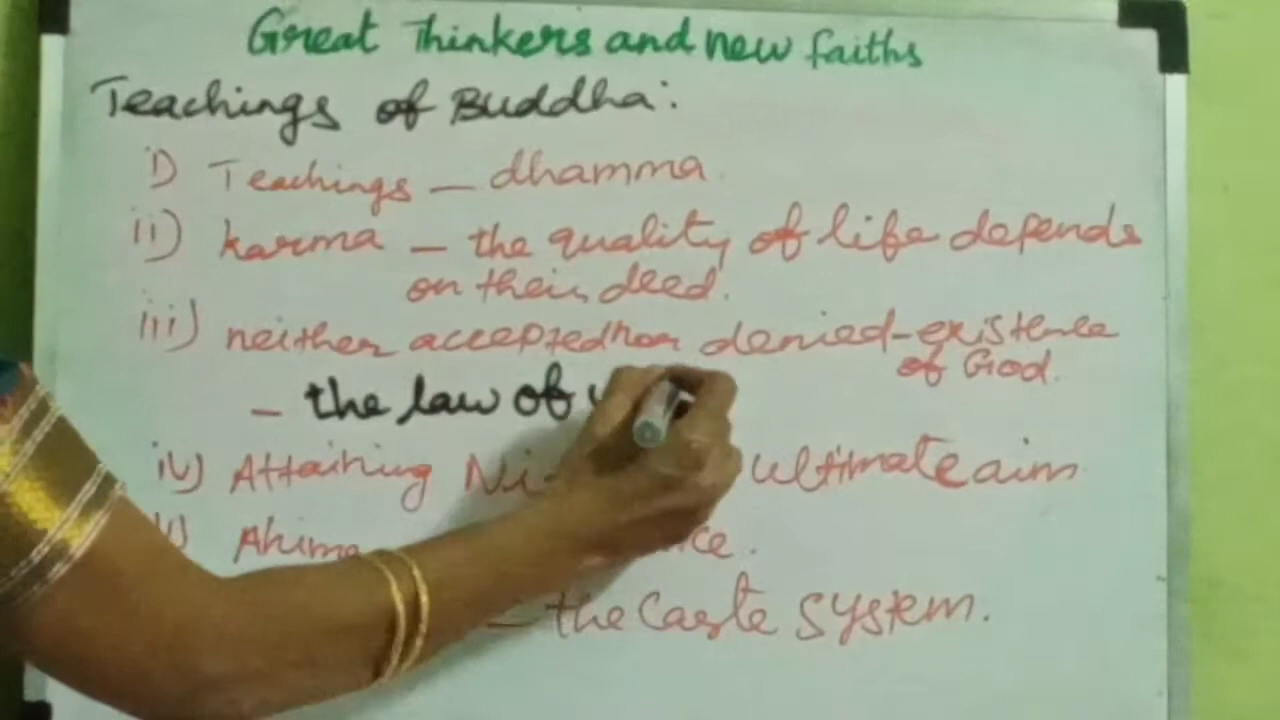 Great Thinkers and new faiths
Teachings of Buddha:
i) Teachings - dhamma
ii) karma - the quality of life depends
on their deed.
iii) neither accepted nor denied - existence
of God.
- the law of
iv) Attaining ultimate aim
v)
- the Caste System.